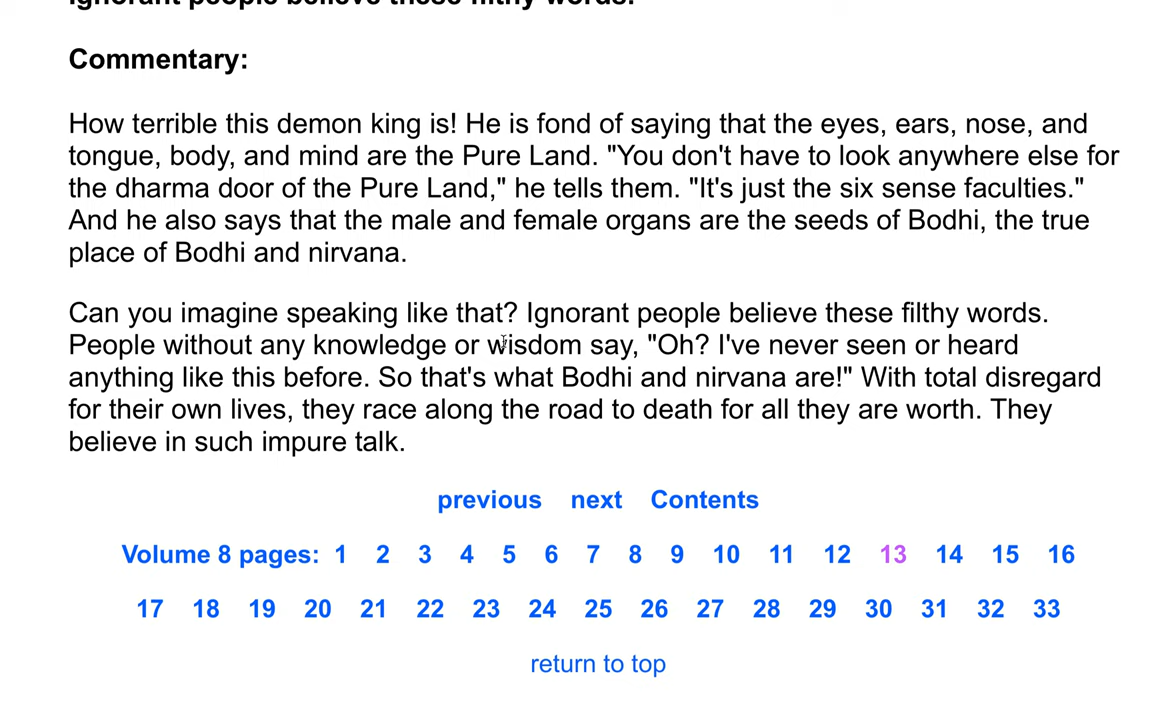 ignorant people believe these filthy words.
Commentary:
How terrible this demon king is! He is fond of saying that the eyes, ears, nose, and
tongue, body, and mind are the Pure Land. "You don't have to look anywhere else for
the dharma door of the Pure Land," he tells them. "It's just the six sense faculties."
And he also says that the male and female organs are the seeds of Bodhi, the true
place of Bodhi and nirvana.
Can you imagine speaking like that? Ignorant people believe these filthy words.
People without any knowledge or wisdom say, "Oh? I've never seen or heard
anything like this before. So that's what Bodhi and nirvana are!" With total disregard
for their own lives, they race along the road to death for all they are worth. They
believe in such impure talk.
previous next Contents
Volume 8 pages: 1 2 3 4 5 6 7 8 9 10 11 12 13 14 15 16
17 18 19 20 21 22 23 24 25 26 27 28 29 30 31 32 33
return to top